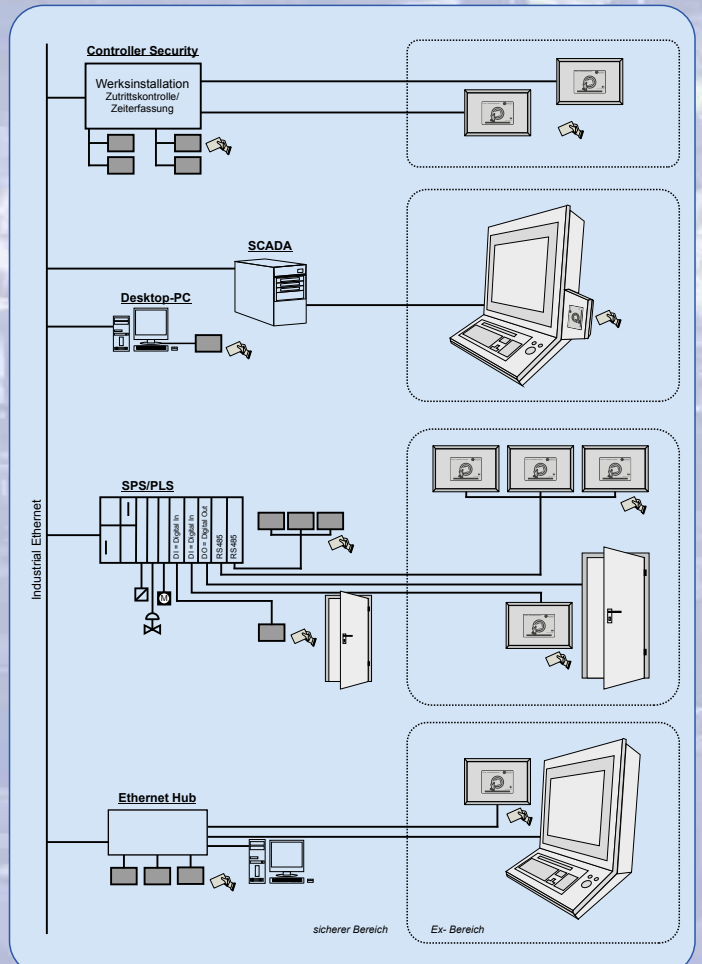 Controller Security
Werksinstallation
Zutrittskontrolle/
Zeiterfassung
SCADA
Desktop-PC
Industrial Ethernet
SPS/PLS
DI = Digital In
DI = Digital In
DO = Digital Out
RS485
RS485
M
Ethernet Hub
sicherer Bereich
Ex- Bereich